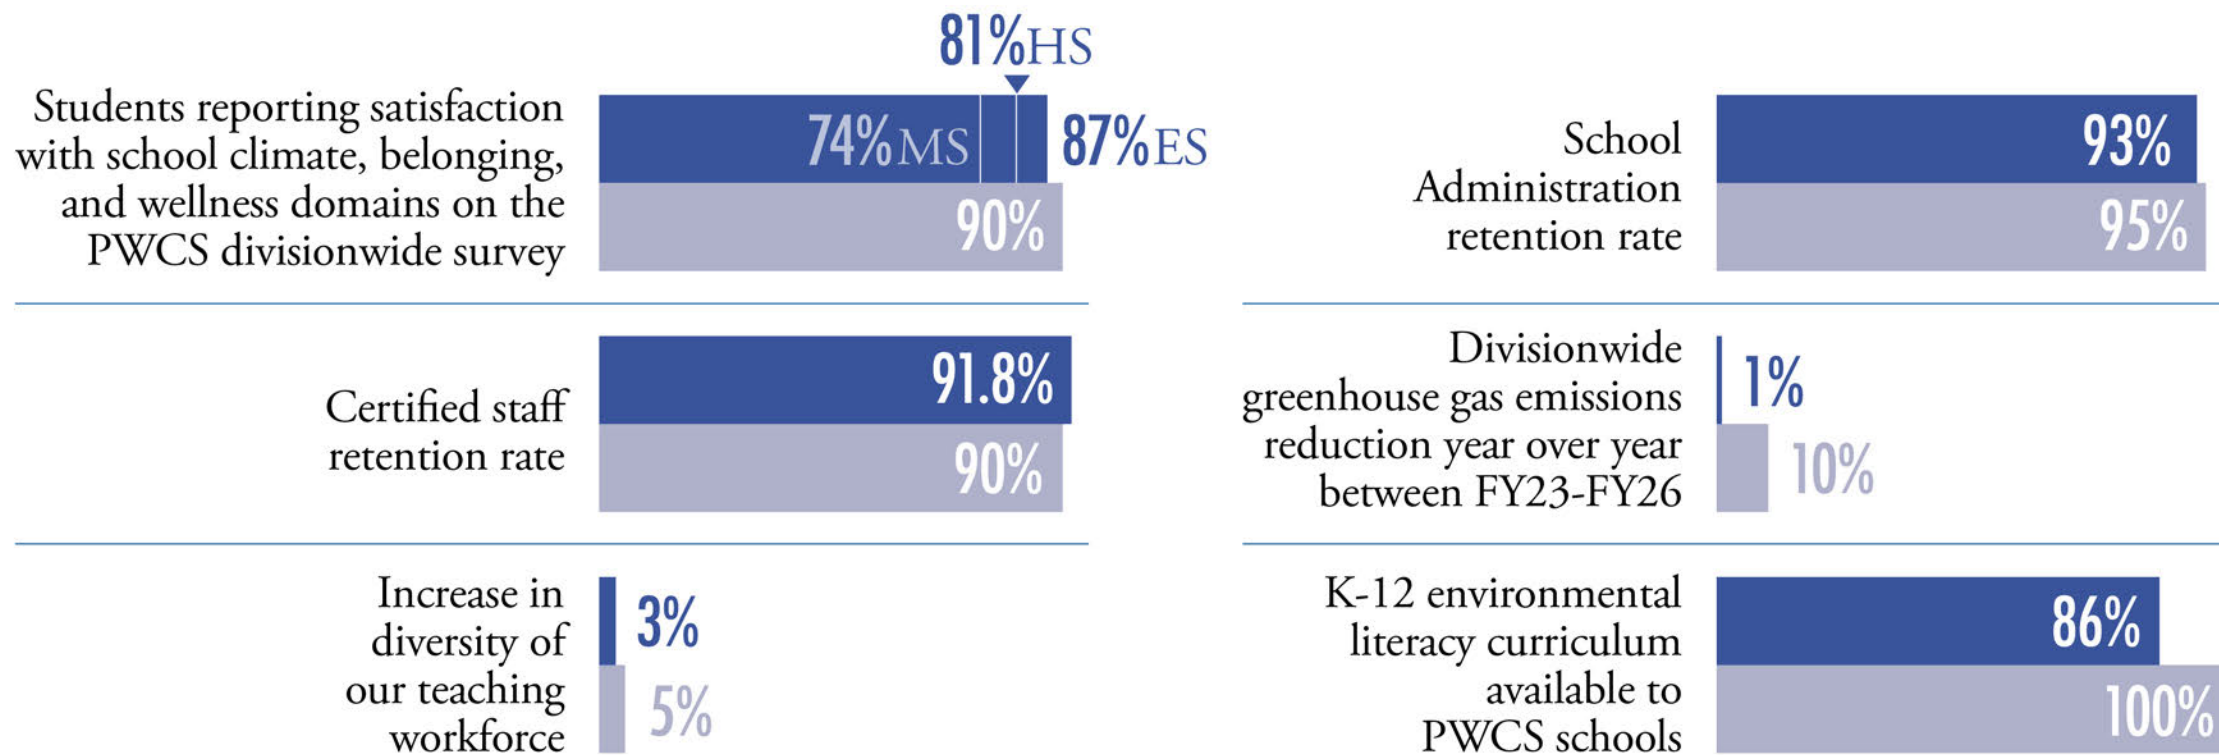 81%HS
Students reporting satisfaction
with school climate, belonging,
and wellness domains on the
PWCS divisionwide survey
74%MS
87%ES
90%
School
Administration
retention rate
93%
95%
Certified staff
retention rate
91.8%
90%
Divisionwide
greenhouse gas emissions
reduction year over year
between FY23-FY26
1%
10%
Increase in
diversity of
our teaching
workforce
3%
5%
K-12 environmental
literacy curriculum
available to
PWCS schools
86%
100%